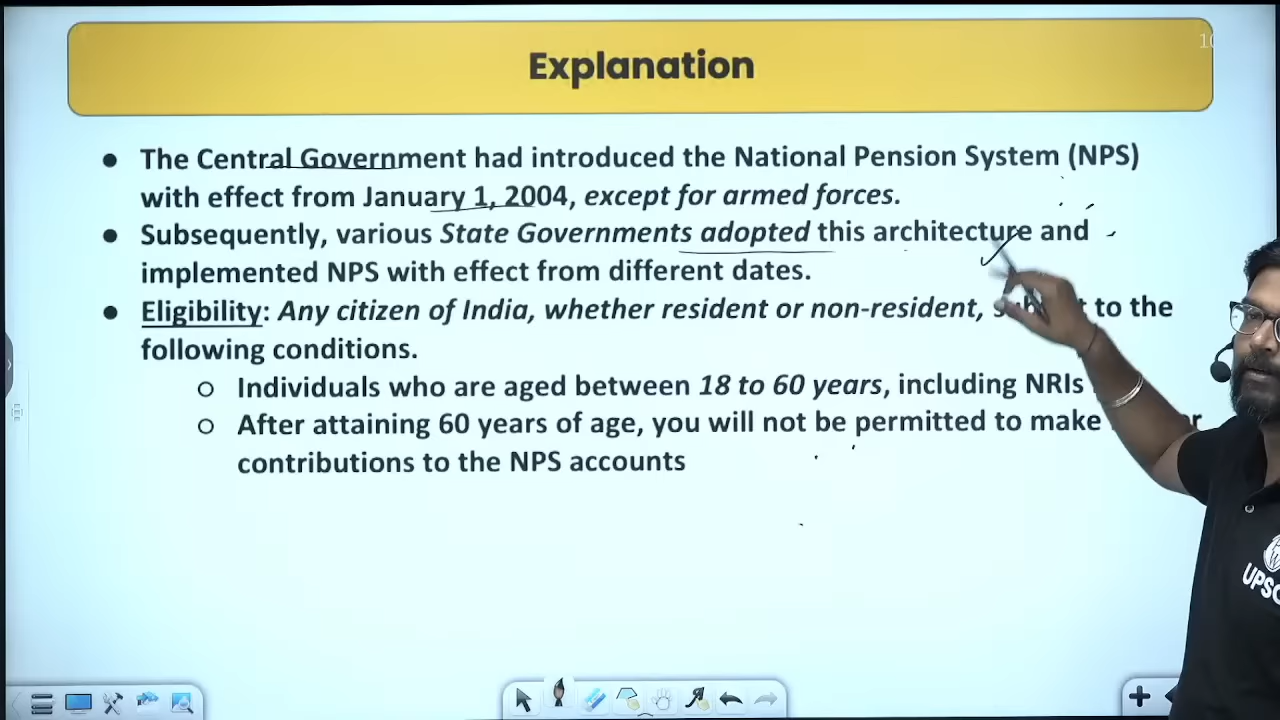 10
Explanation
● The Central Government had introduced the National Pension System (NPS)
with effect from January 1, 2004, except for armed forces.
● Subsequently, various State Governments adopted this architecture and
implemented NPS with effect from different dates.
● Eligibility: Any citizen of India, whether resident or non-resident, to the
following conditions.
○ Individuals who are aged between 18 to 60 years, including NRIs
○ After attaining 60 years of age, you will not be permitted to make
contributions to the NPS accounts
UPSC